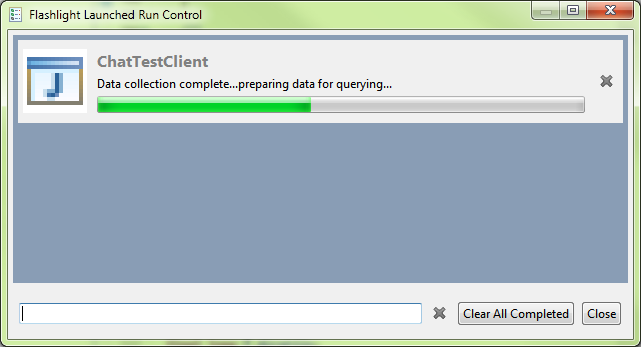 Flashlight Launched Run Control
ChatTestClient
Data collection complete...preparing data for querying...
Clear All Completed
Close